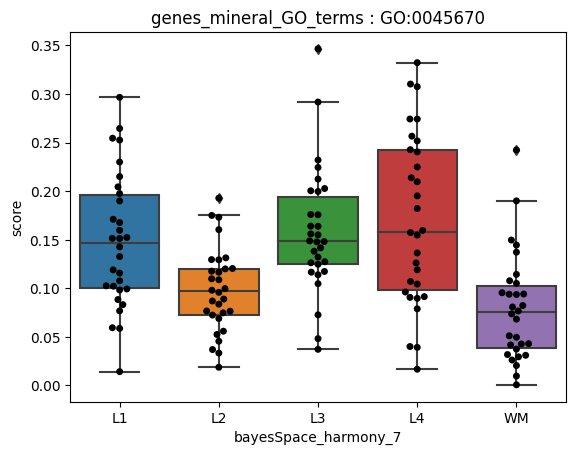 genes_mineral_GO_terms : GO:0045670
0.35
0.30
0.25
0.20
0.15
0.10
0.05
0.00
score
L1 L2 L3 L4 WM
bayesSpace_harmony_7